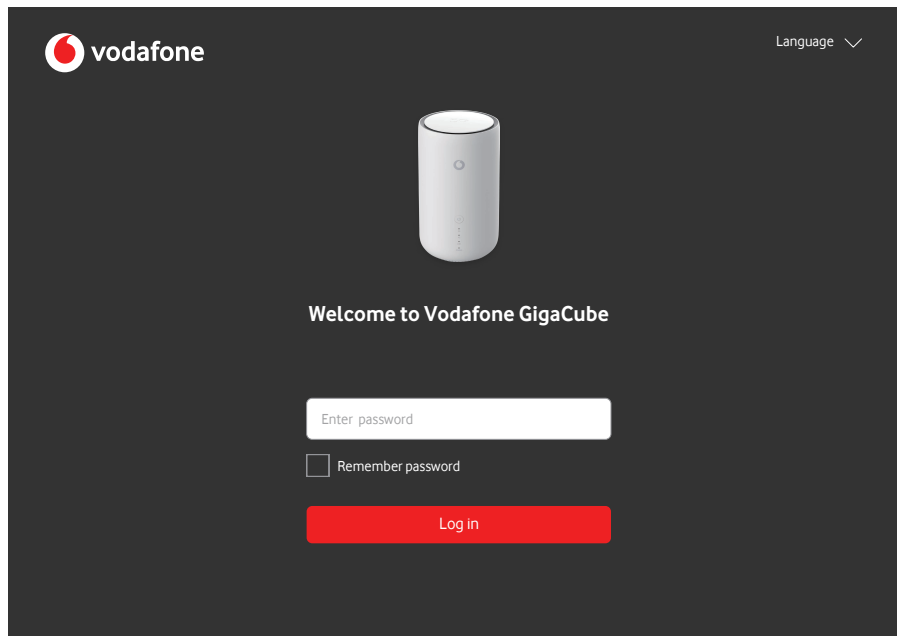 vodafone
Language
Welcome to Vodafone GigaCube
Enter password
Remember password
Log in